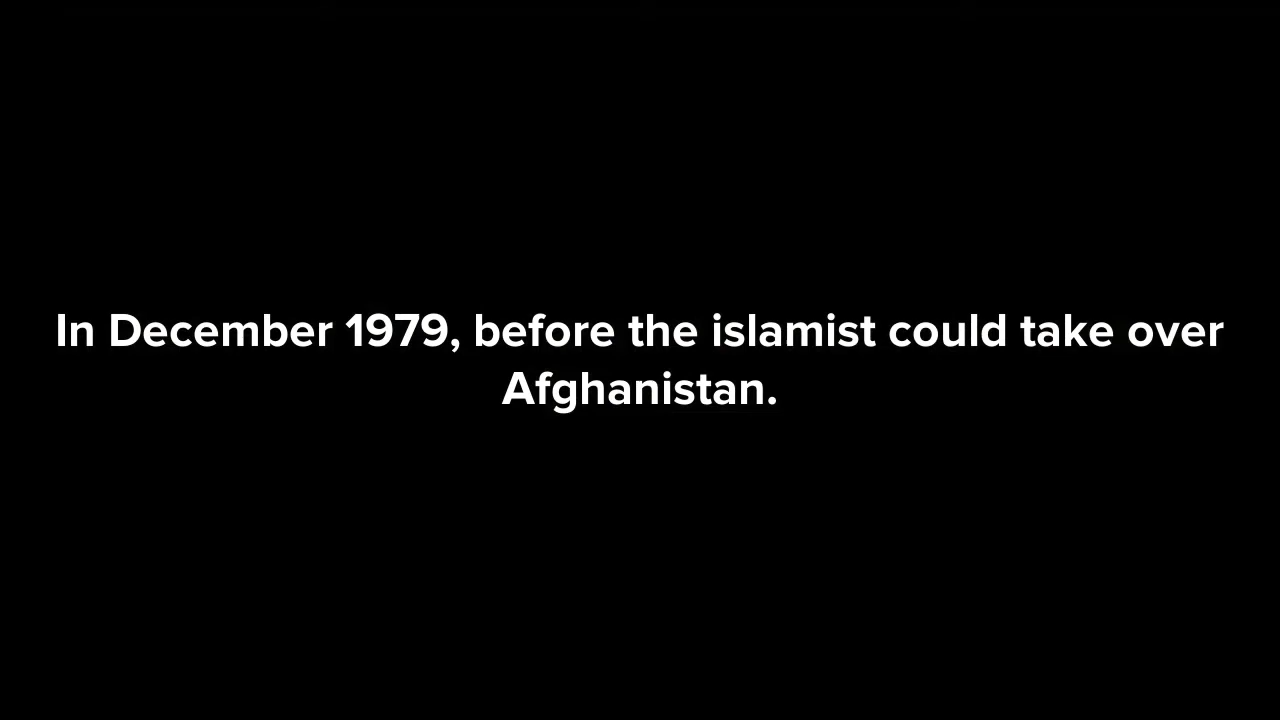 In December 1979, before the islamist could take over
Afghanistan.